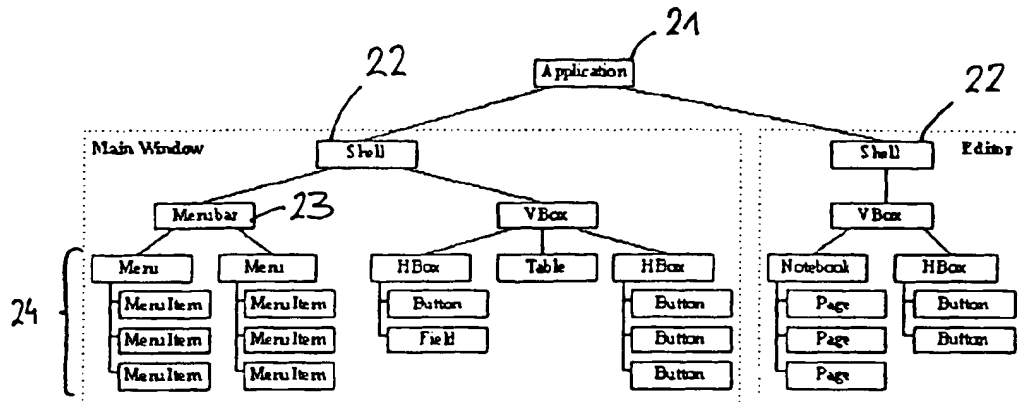 21
Application
22
22
Main Window
Shell
Shell
Editor
Menubar
23
VBox
VBox
Menu
Menu
HBox
Table
HBox
Notebook
HBox
24
MenuItem
MenuItem
Button
Button
Page
Button
MenuItem
MenuItem
Field
Button
Page
Button
MenuItem
MenuItem
Button
Page